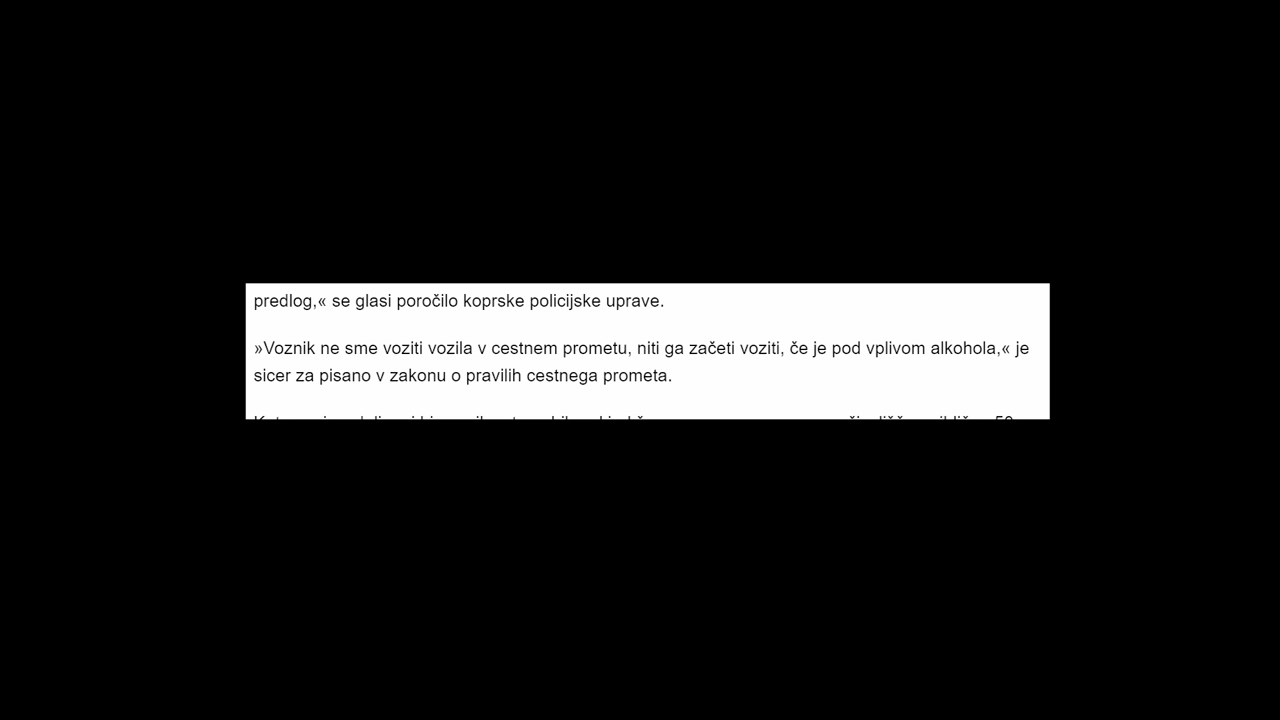 predlog,« se glasi poročilo koprske policijske uprave.
»Voznik ne sme voziti vozila v cestnem prometu, niti ga začeti voziti, če je pod vplivom alkohola,« je
sicer za pisano v zakonu o pravilih cestnega prometa.